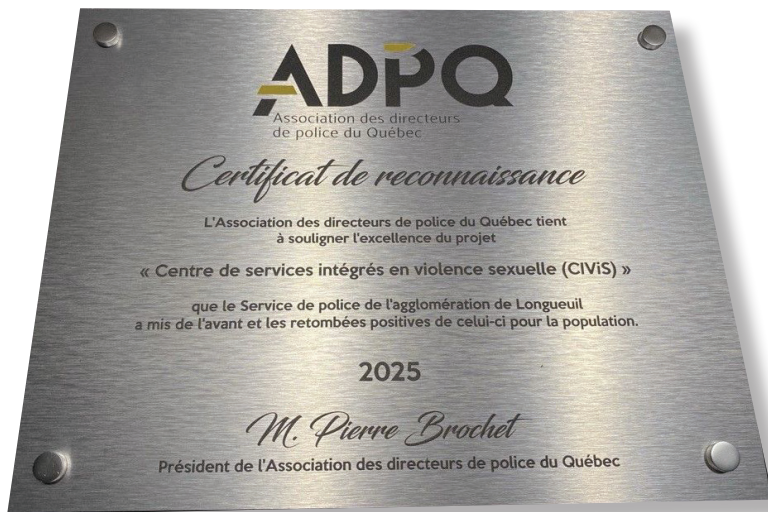 ADPQ
Association des directeurs
de police du Québec
Certificat de reconnaissance
L'Association des directeurs de police du Québec tient
à souligner l'excellence du projet
« Centre de services intégrés en violence sexuelle (CIViS) »
que le Service de police de l'agglomération de Longueuil
a mis de l'avant et les retombées positives de celui-ci pour la population.
2025
M. Pierre Brochet
Président de l'Association des directeurs de police du Québec